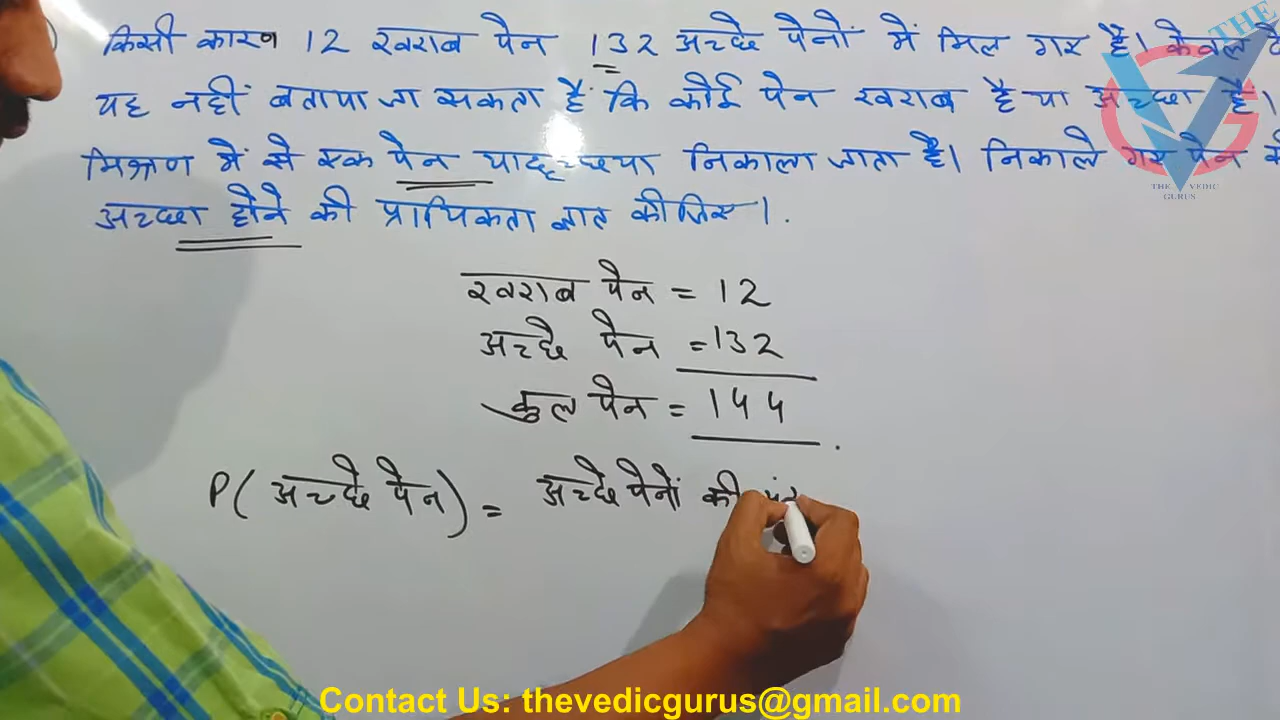 किसी कारण 12 खराब पेन 132 अच्छे पेनों में मिल गए है। केवल
यह नहीं बताया जा सकता है कि कोई पेन खराब है या अच्छा है।
मिश्रण में से एक पेन यादृच्छया निकाला जाता है। निकाले गए पेन
अच्छा होने की प्रायिकता ज्ञात कीजिए।.
खराब पेन = 12
अच्छे पेन = 132
कुल पेन = 144
P( अच्छे पेन) = अच्छे पेनों की
THE
THE VEDIC
GURUS
Contact Us: thevedicgurus@gmail.com